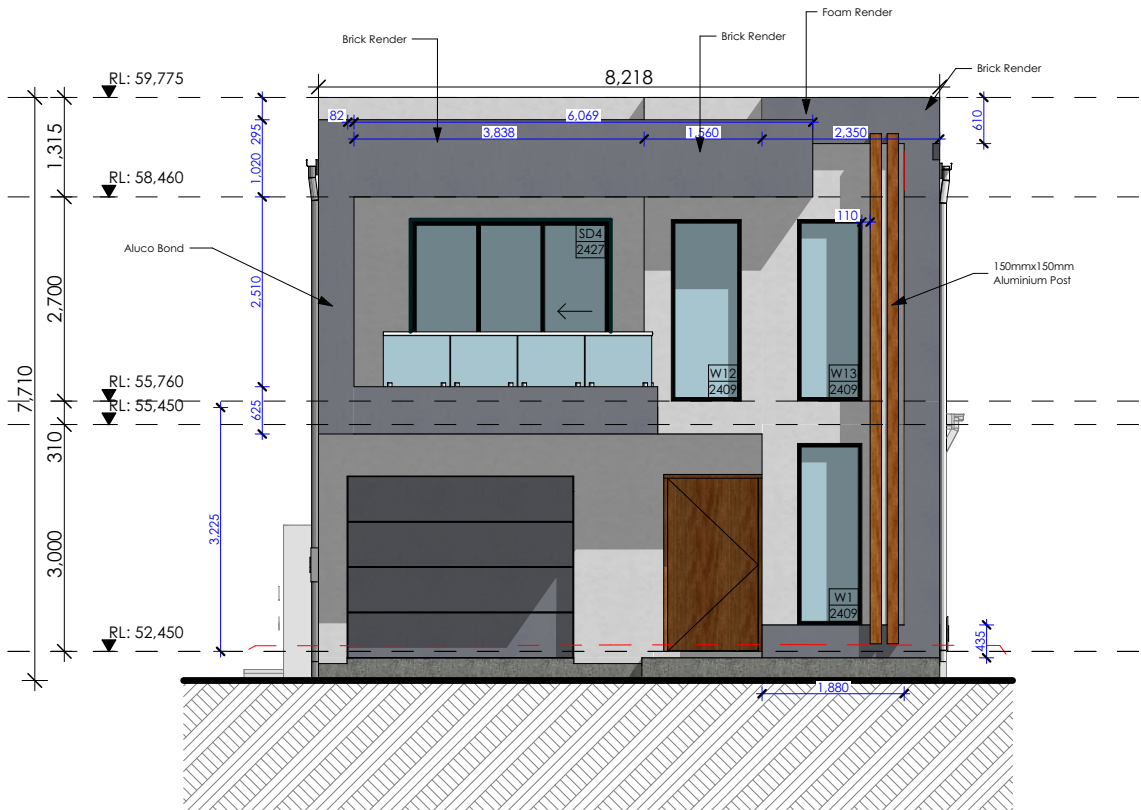 Foam Render
Brick Render
Brick Render
Brick Render
RL: 59,775
8,218
82
6,069
3,838
1,560
2,350
610
295
1,315
1,020
RL: 58,460
110
SD4
2427
Aluco Bond
150mmx150mm
Aluminium Post
2,510
2,700
W12
2409
W13
2409
RL: 55,760
RL: 55,450
7,710
625
310
3,225
3,000
W1
2409
RL: 52,450
435
1,880